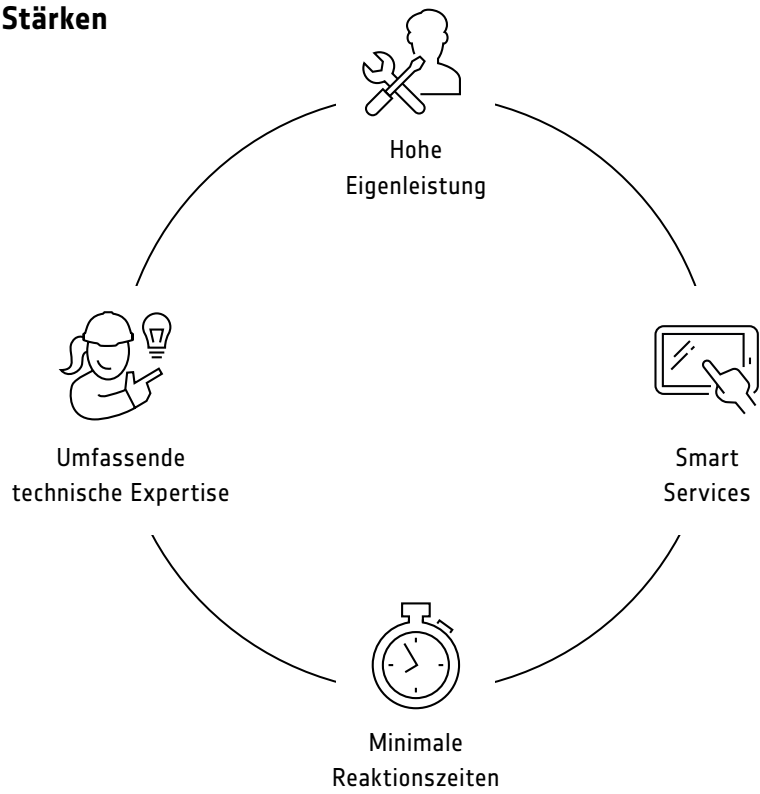 Stärken
Hohe
Eigenleistung
Umfassende
technische Expertise
Smart
Services
Minimale
Reaktionszeiten